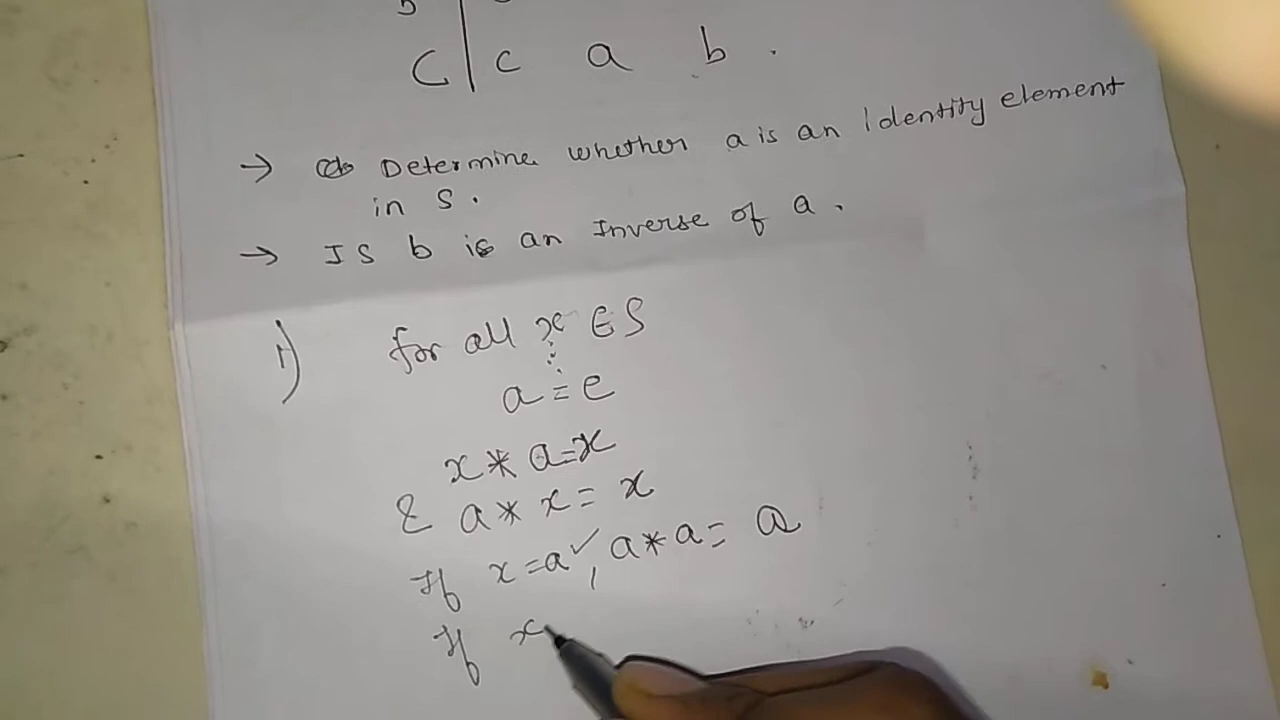 C | c a b .
→ Determine whether a is an Identity element
in S .
→ IS b is an Inverse of a .
1) for all x ∈ S
a = e
x * a = x
& a * x = x
If x = a ✓, a * a = a
If x